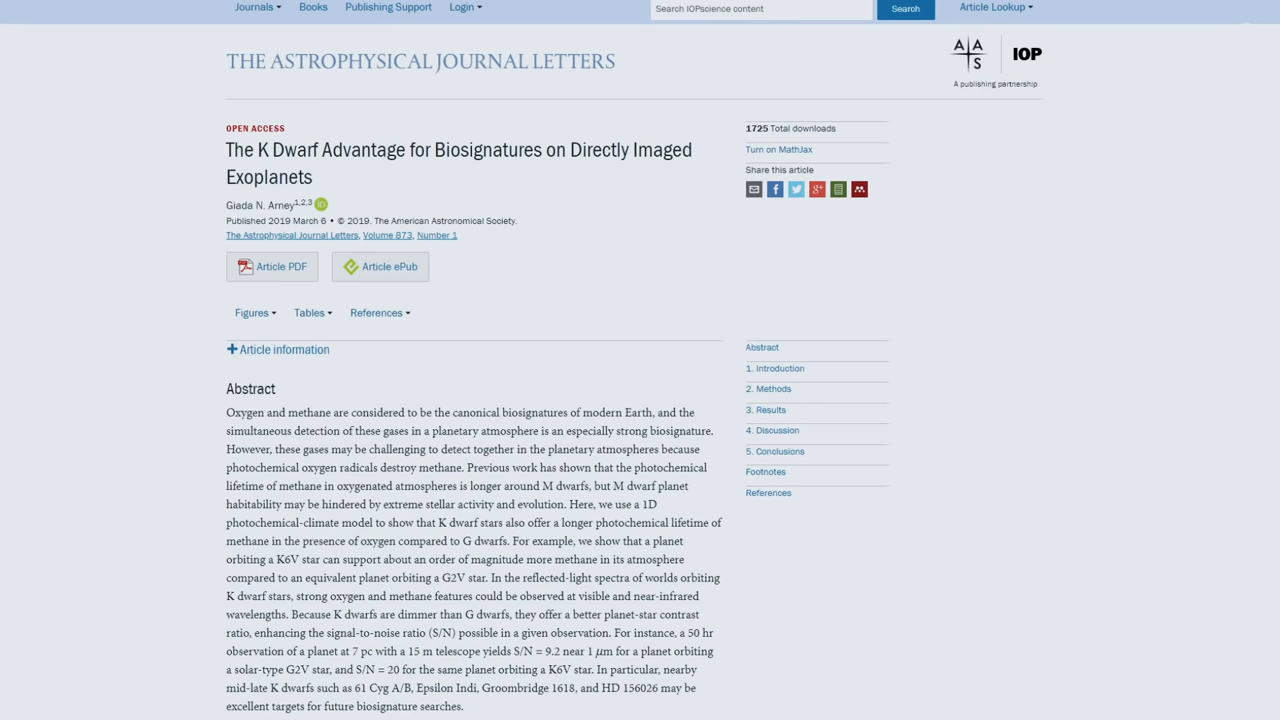 Journals Books Publishing Support Login Search IOPscience content Search Article Lookup
THE ASTROPHYSICAL JOURNAL LETTERS
A A S IOP
A publishing partnership
OPEN ACCESS
The K Dwarf Advantage for Biosignatures on Directly Imaged
Exoplanets
Giada N. Arney1,2,3 iD
Published 2019 March 6 • © 2019. The American Astronomical Society.
The Astrophysical Journal Letters, Volume 873, Number 1
Article PDF Article ePub
Figures Tables References
Article information
Abstract
Oxygen and methane are considered to be the canonical biosignatures of modern Earth, and the
simultaneous detection of these gases in a planetary atmosphere is an especially strong biosignature.
However, these gases may be challenging to detect together in the planetary atmospheres because
photochemical oxygen radicals destroy methane. Previous work has shown that the photochemical
lifetime of methane in oxygenated atmospheres is longer around M dwarfs, but M dwarf planet
habitability may be hindered by extreme stellar activity and evolution. Here, we use a 1D
photochemical-climate model to show that K dwarf stars also offer a longer photochemical lifetime of
methane in the presence of oxygen compared to G dwarfs. For example, we show that a planet
orbiting a K6V star can support about an order of magnitude more methane in its atmosphere
compared to an equivalent planet orbiting a G2V star. In the reflected-light spectra of worlds orbiting
K dwarf stars, strong oxygen and methane features could be observed at visible and near-infrared
wavelengths. Because K dwarfs are dimmer than G dwarfs, they offer a better planet-star contrast
ratio, enhancing the signal-to-noise ratio (S/N) possible in a given observation. For instance, a 50 hr
observation of a planet at 7 pc with a 15 m telescope yields S/N = 9.2 near 1 μm for a planet orbiting
a solar-type G2V star, and S/N = 20 for the same planet orbiting a K6V star. In particular, nearby
mid-late K dwarfs such as 61 Cyg A/B, Epsilon Indi, Groombridge 1618, and HD 156026 may be
excellent targets for future biosignature searches.
1725 Total downloads
Turn on MathJax
Share this article
Abstract
1. Introduction
2. Methods
3. Results
4. Discussion
5. Conclusions
Footnotes
References